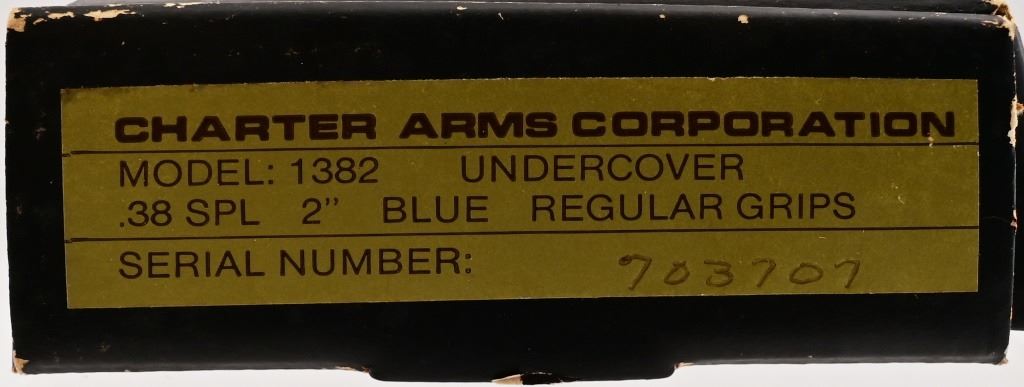 CHARTER ARMS CORPORATION
MODEL: 1382 UNDERCOVER
.38 SPL 2" BLUE REGULAR GRIPS
SERIAL NUMBER: 703707